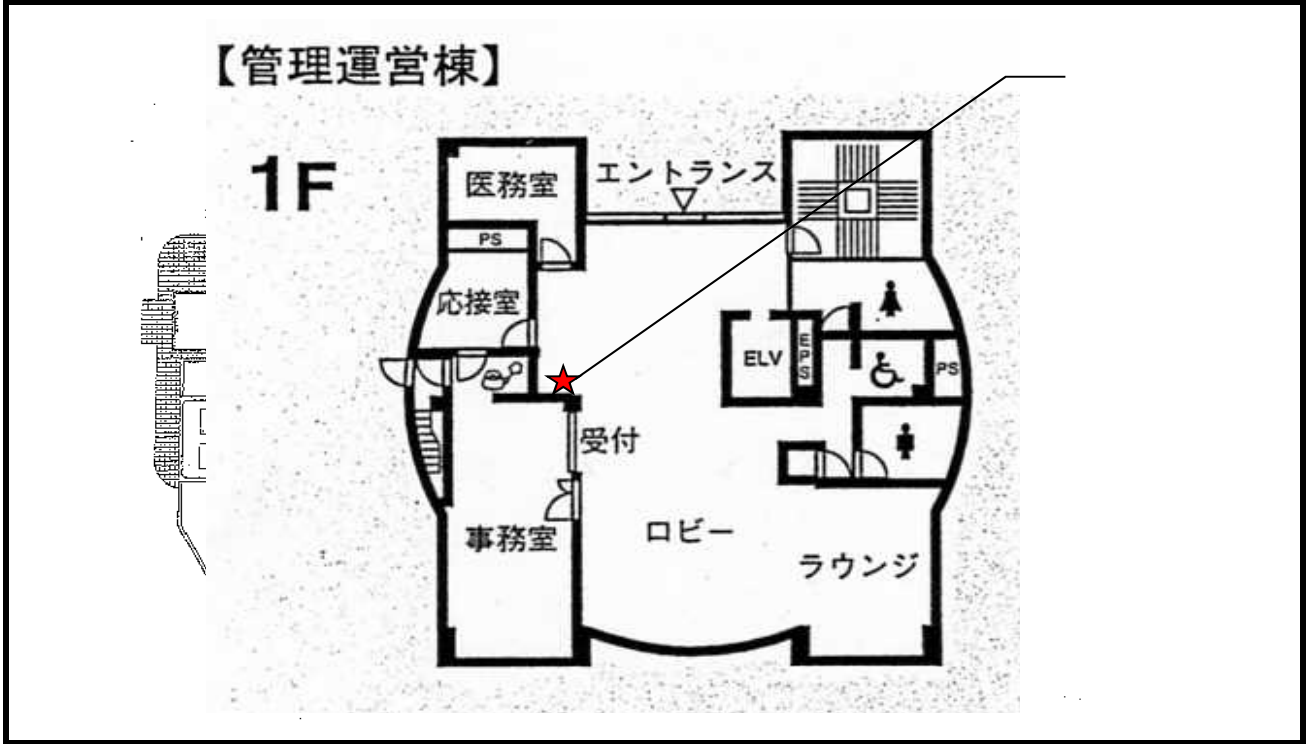 【管理運営棟】
1F
医務室
エントランス
PS
応接室
ELV
EPS
PS
受付
事務室
ロビー
ラウンジ